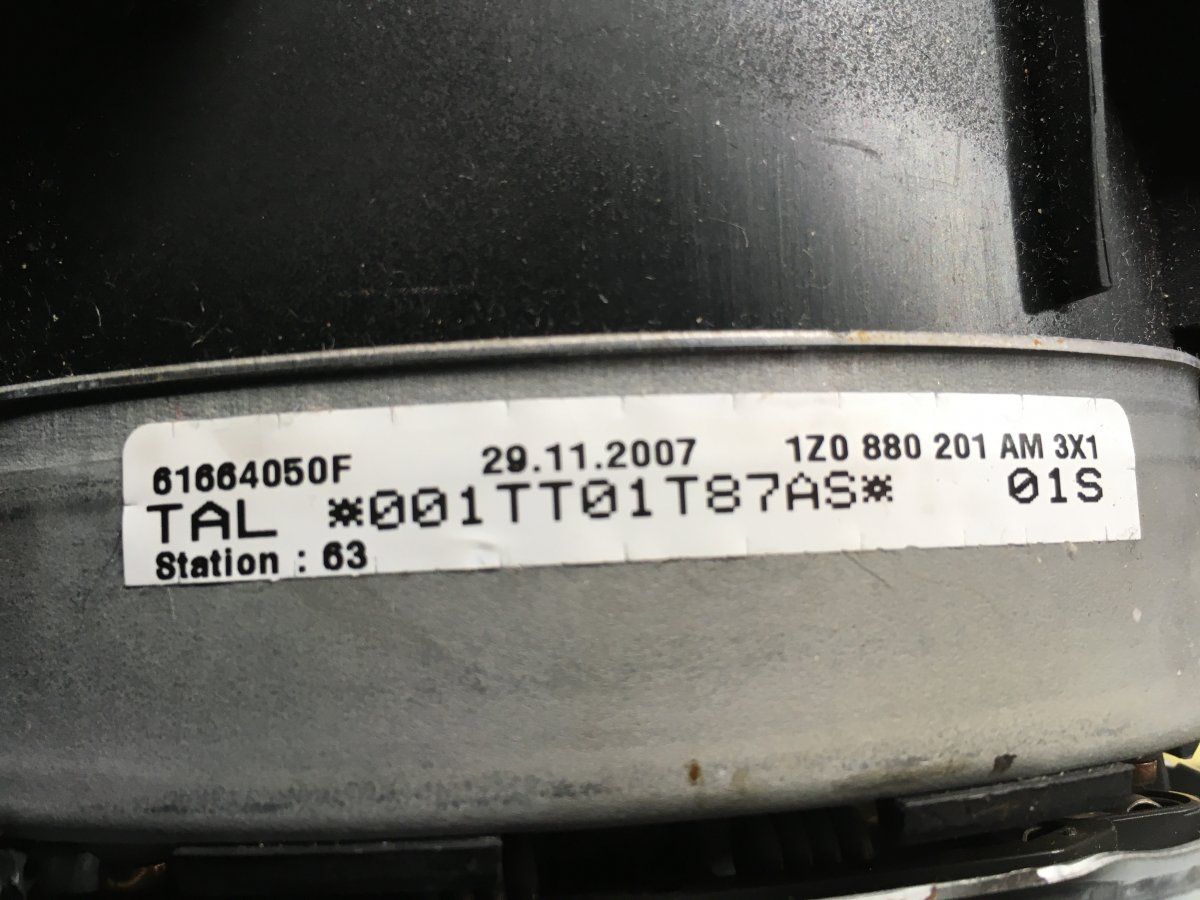 61664050F 29.11.2007 1Z0 880 201 AM 3X1
TAL *001TT01T87AS* 01S
Station : 63